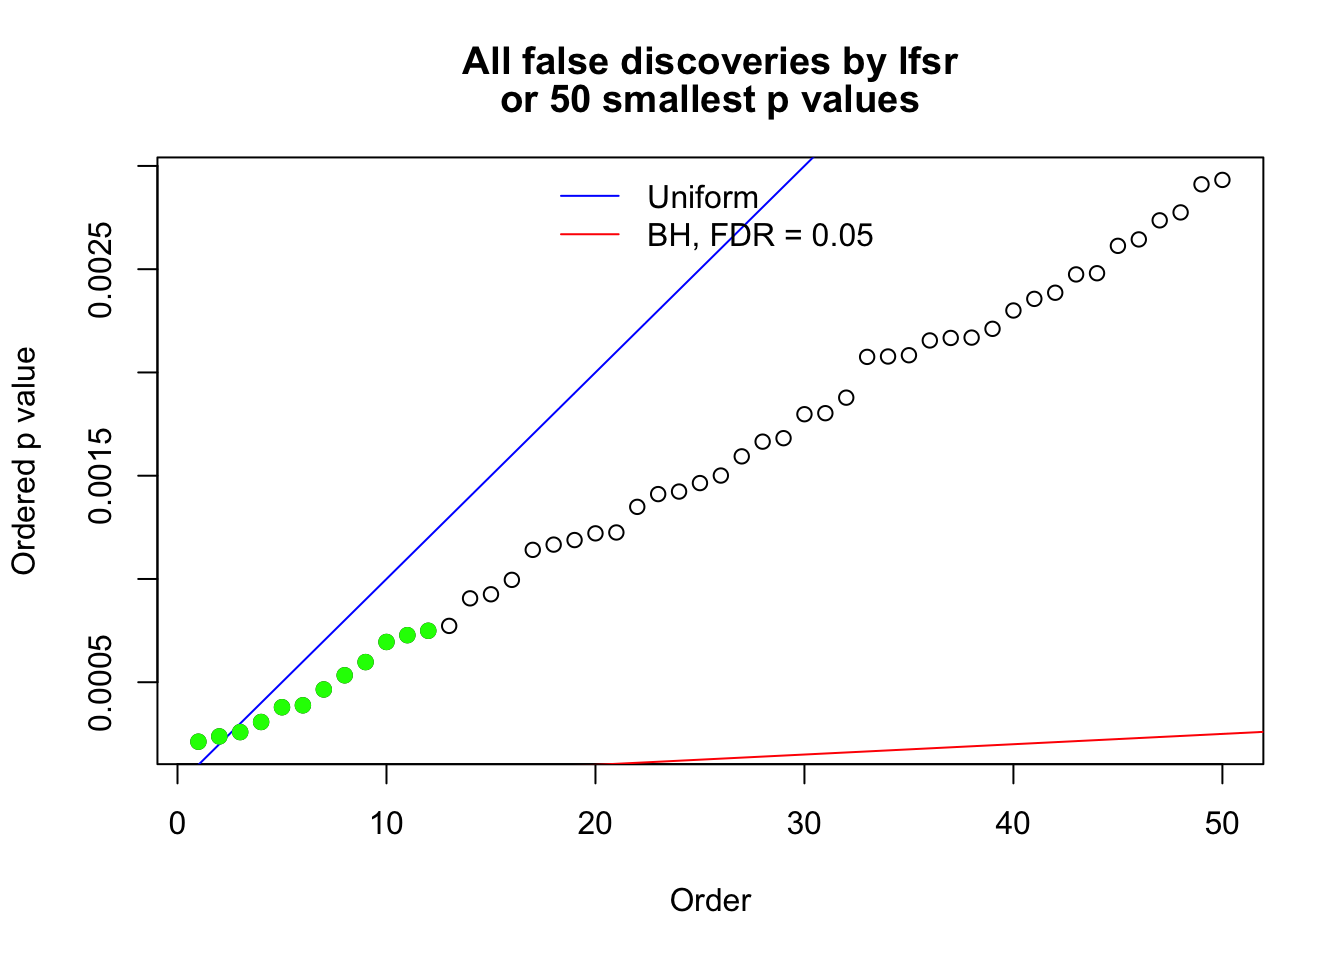 All false discoveries by lfsr
or 50 smallest p values
Uniform
BH, FDR = 0.05
Ordered p value
0.0025
0.0015
0.0005
0 10 20 30 40 50
Order